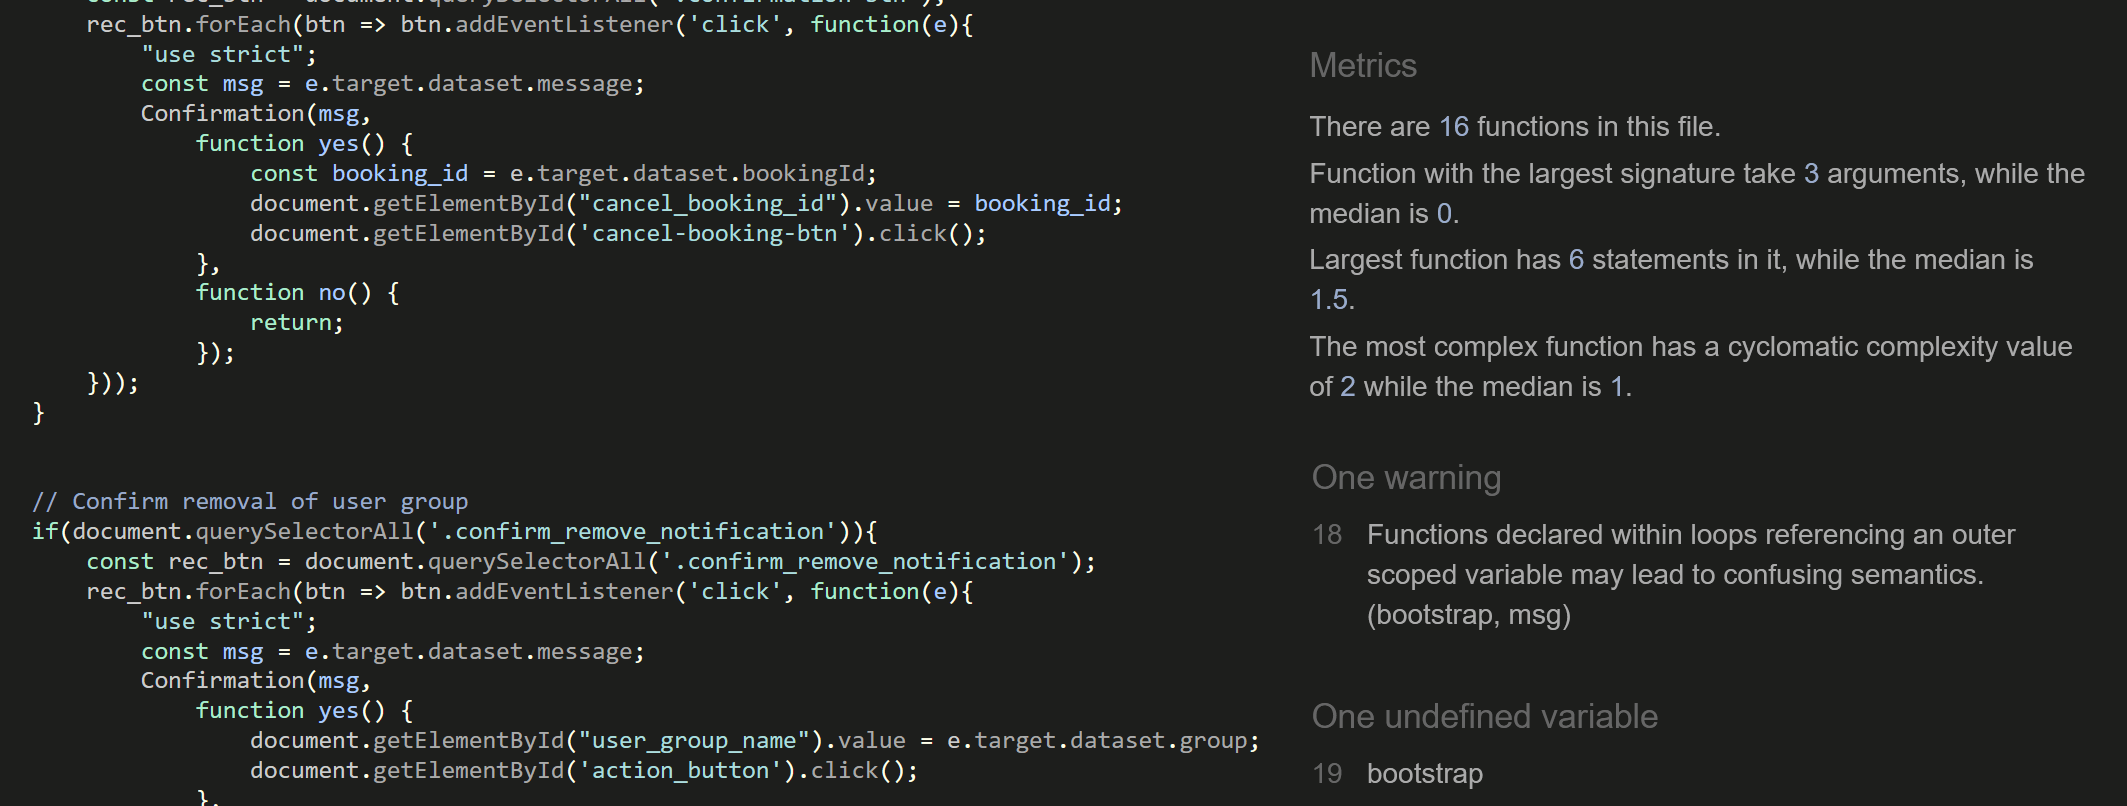 const rec_btn = document.querySelectorAll('.confirmation-btn');
rec_btn.forEach(btn => btn.addEventListener('click', function(e){
"use strict";
const msg = e.target.dataset.message;
Confirmation(msg,
function yes() {
const booking_id = e.target.dataset.bookingId;
document.getElementById("cancel_booking_id").value = booking_id;
document.getElementById('cancel-booking-btn').click();
},
function no() {
return;
});
}));
}
// Confirm removal of user group
if(document.querySelectorAll('.confirm_remove_notification')){
const rec_btn = document.querySelectorAll('.confirm_remove_notification');
rec_btn.forEach(btn => btn.addEventListener('click', function(e){
"use strict";
const msg = e.target.dataset.message;
Confirmation(msg,
function yes() {
document.getElementById("user_group_name").value = e.target.dataset.group;
document.getElementById('action_button').click();
},
Metrics
There are 16 functions in this file.
Function with the largest signature take 3 arguments, while the
median is 0.
Largest function has 6 statements in it, while the median is
1.5.
The most complex function has a cyclomatic complexity value
of 2 while the median is 1.
One warning
18 Functions declared within loops referencing an outer
scoped variable may lead to confusing semantics.
(bootstrap, msg)
One undefined variable
19 bootstrap